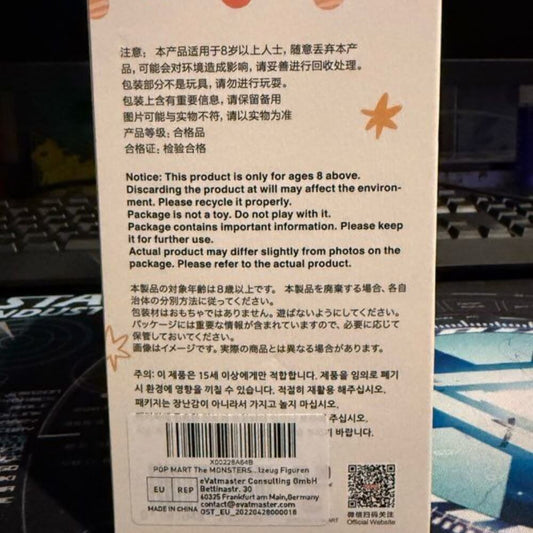 注意: 本产品适用于8岁以上人士, 随意丢弃本产
品, 可能会对环境造成影响, 请妥善进行回收处理。
包装部分不是玩具, 请勿进行玩耍。
包装上含有重要信息, 请保留备用
图片可能与实物不符, 请以实物为准
产品等级: 合格品
合格证: 检验合格
Notice: This product is only for ages 8 above.
Discarding the product at will may affect the environ-
ment. Please recycle it properly.
Package is not a toy. Do not play with it.
Package contains important information. Please keep
it for further use.
Actual product may differ slightly from photos on the
package. Please refer to the actual product.
本製品の対象年齢は8歳以上です。 本製品を廃棄する場合、各自
治体の分別方法に従ってください。
包装材はおもちゃではありません。遊ばないようにしてください。
パッケージには重要な情報が含まれていますので、必要に応じて
保管しておいてください。
画像はイメージです。実際の商品とは異なる場合があります。
주의: 이 제품은 15세 이상에게만 적합합니다. 제품을 임의로 폐기
시 환경에 영향을 끼칠 수 있습니다. 적절히 재활용 해주십시오.
패키지는 장난감이 아니라서 가지고 놀지 마십시오.
X00228A64B
POP MART The MONSTERS...lzeug Figuren
EU REP
eVatmaster Consulting GmbH
Bettinastr. 30
60325 Frankfurt am Main,Germany
contact@evatmaster.com
MADE IN CHINA OST_EU_20220428000018
微信扫码关注
Official Website
STA
NDUST